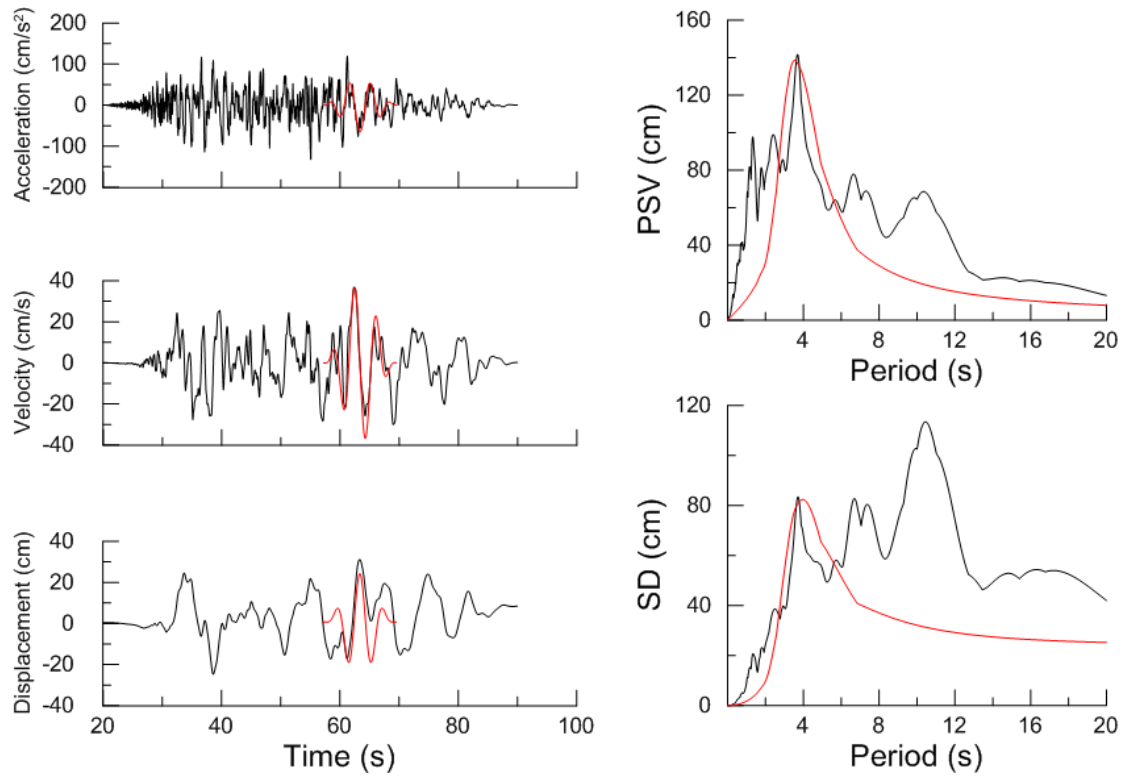 200
100
0
-100
-200
Acceleration (cm/s²)
40
20
0
-20
-40
Velocity (cm/s)
40
20
0
-20
-40
Displacement (cm)
20 40 60 80 100
Time (s)
160
120
80
40
0
PSV (cm)
4 8 12 16 20
Period (s)
120
80
40
0
SD (cm)
4 8 12 16 20
Period (s)